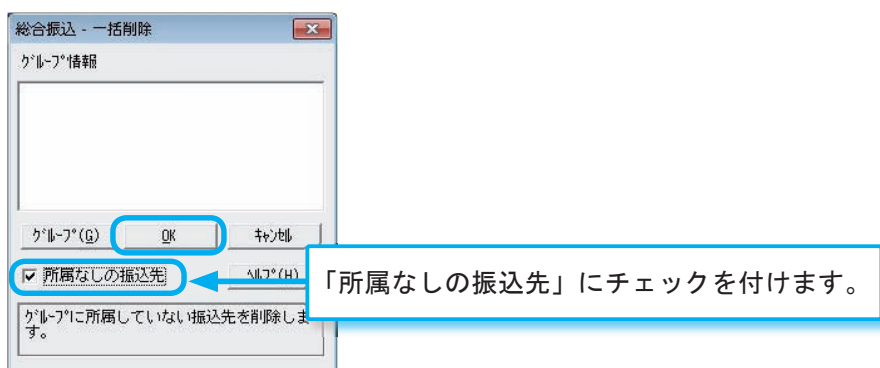 総合振込 - 一括削除
ｸﾞﾙｰﾌﾟ情報
ｸﾞﾙｰﾌﾟ(G) OK ｷｬﾝｾﾙ
所属なしの振込先 ﾍﾙﾌﾟ(H)
「所属なしの振込先」にチェックを付けます。
ｸﾞﾙｰﾌﾟに所属していない振込先を削除しま
す。